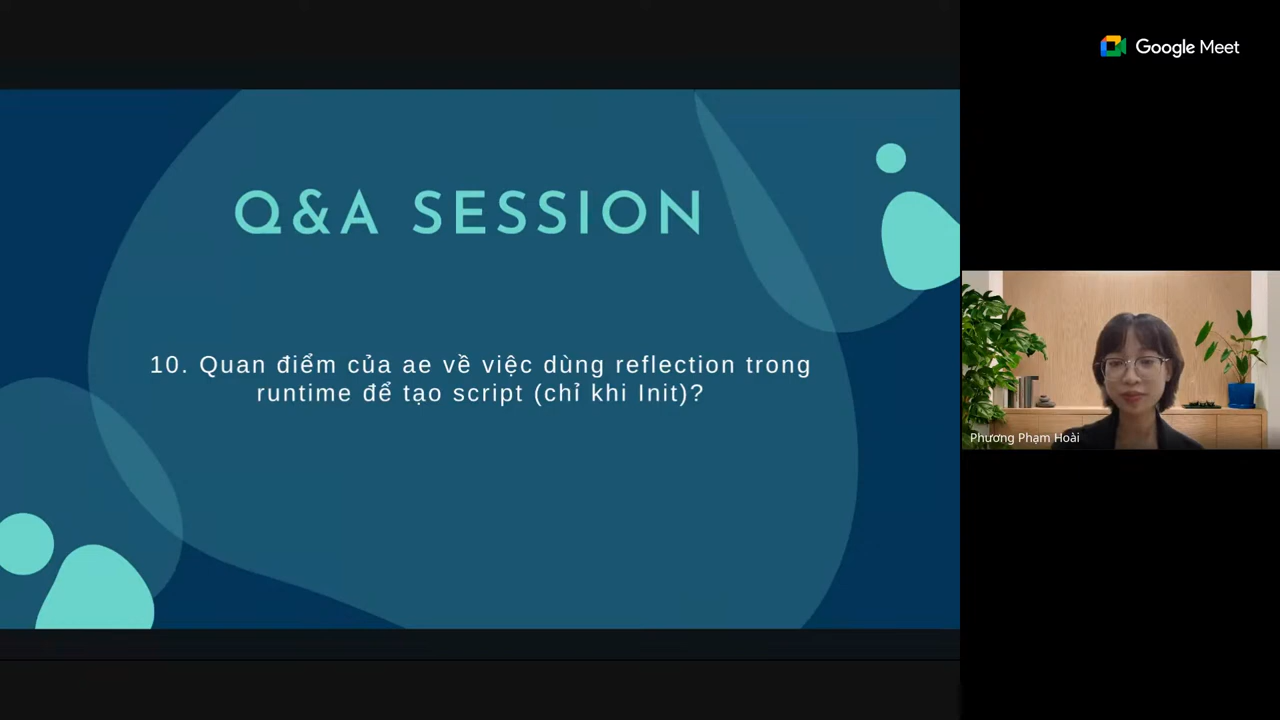 Google Meet
Q&A SESSION
10. Quan điểm của ae về việc dùng reflection trong
runtime để tạo script (chỉ khi Init)?
Phương Phạm Hoài